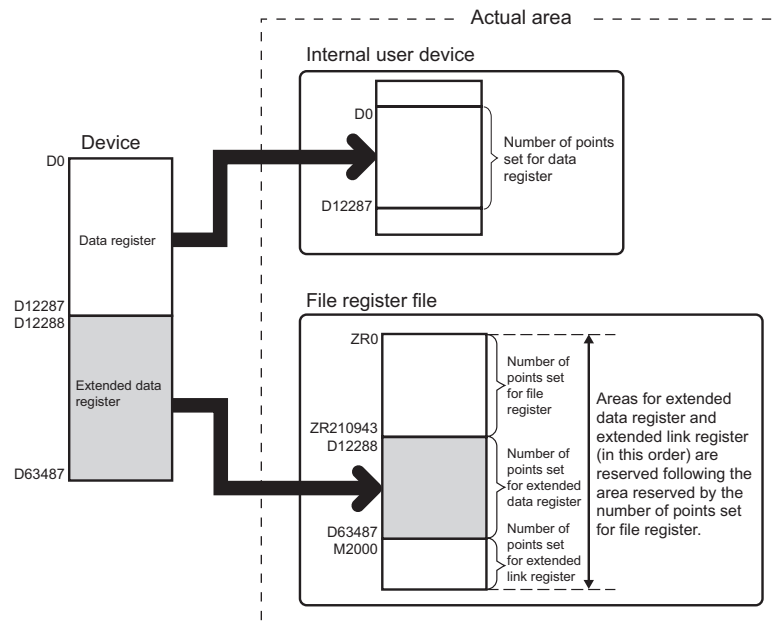 Actual area
Internal user device
D0
Number of points
set for data
register
D12287
Device
D0
Data register
D12287
D12288
Extended data
register
D63487
File register file
ZR0
Number of
points set
for file
register
ZR210943
D12288
Number of
points set
for extended
data register
D63487
M2000
Number of
points set
for extended
link register
Areas for extended
data register and
extended link register
(in this order) are
reserved following the
area reserved by the
number of points set
for file register.